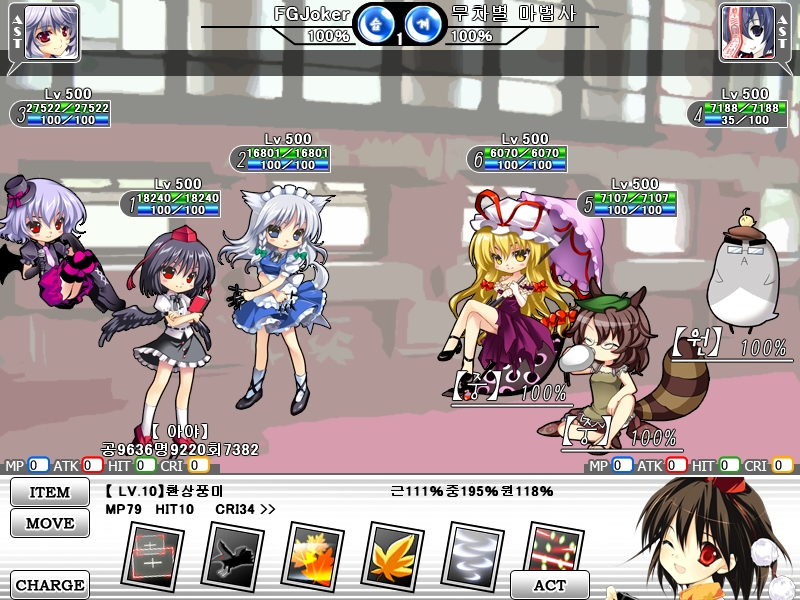 FGJoker 습 계 무차별 마법사
AST 100% 1 100% AST
Lv 500
3 27522/27522
100/100
Lv 500
4 7188/7188
35/100
Lv 500
2 16801/16801
100/100
Lv 500
6 6070/6070
100/100
Lv 500
1 18240/18240
100/100
Lv 500
5 7107/7107
100/100
【원】 100%
【중】 100%
【중】 100%
【 아야】
공9636명9220회7382
MP 0 ATK 0 HIT 0 CRI 0
MP 0 ATK 0 HIT 0 CRI 0
ITEM
MOVE
CHARGE
【 LV.10】환상풍미 근111%중195%원118%
MP79 HIT10 CRI34 >>
ACT